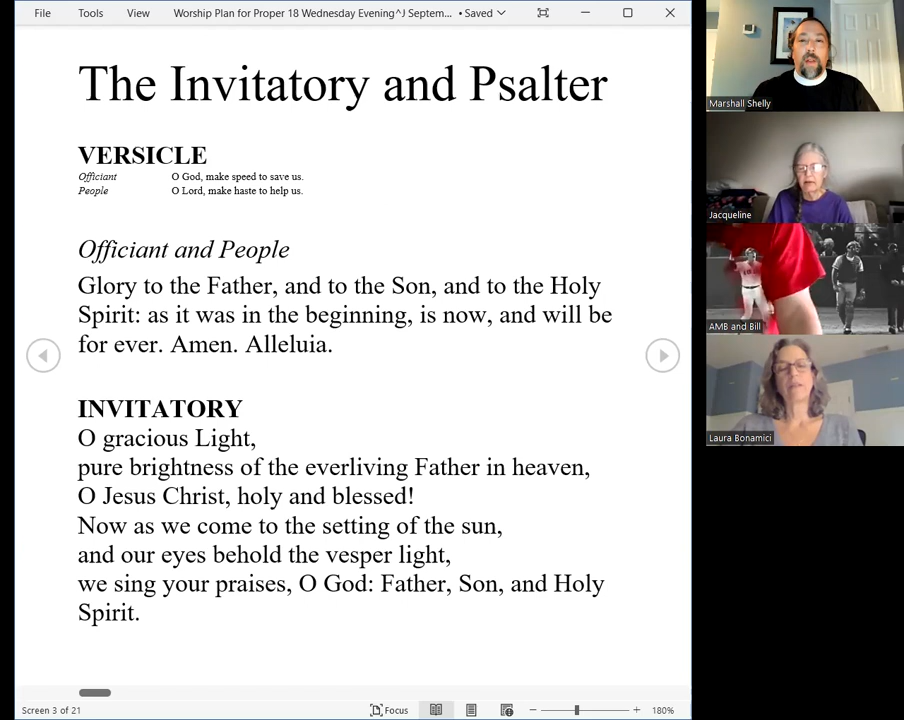 File Tools View Worship Plan for Proper 18 Wednesday Evening^J Septem... • Saved
The Invitatory and Psalter
VERSICLE
Officiant O God, make speed to save us.
People O Lord, make haste to help us.
Officiant and People
Glory to the Father, and to the Son, and to the Holy
Spirit: as it was in the beginning, is now, and will be
for ever. Amen. Alleluia.
INVITATORY
O gracious Light,
pure brightness of the everliving Father in heaven,
O Jesus Christ, holy and blessed!
Now as we come to the setting of the sun,
and our eyes behold the vesper light,
we sing your praises, O God: Father, Son, and Holy
Spirit.
Screen 3 of 21 Focus 180%
Marshall Shelly
Jacqueline
AMB and Bill
Laura Bonamici